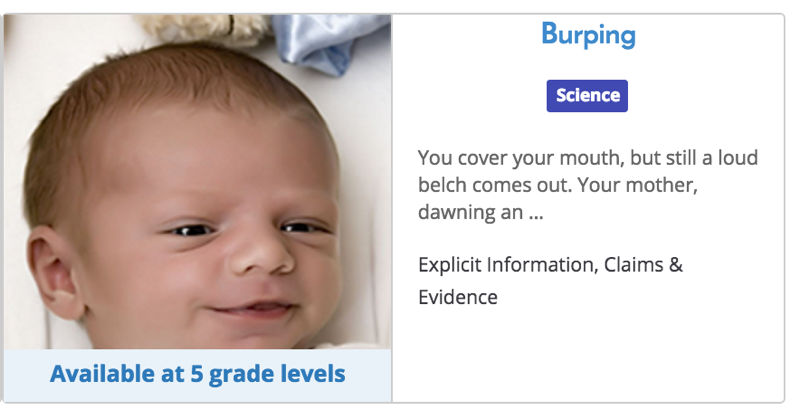 Burping
Science
You cover your mouth, but still a loud
belch comes out. Your mother,
dawning an ...
Explicit Information, Claims &
Evidence
Available at 5 grade levels